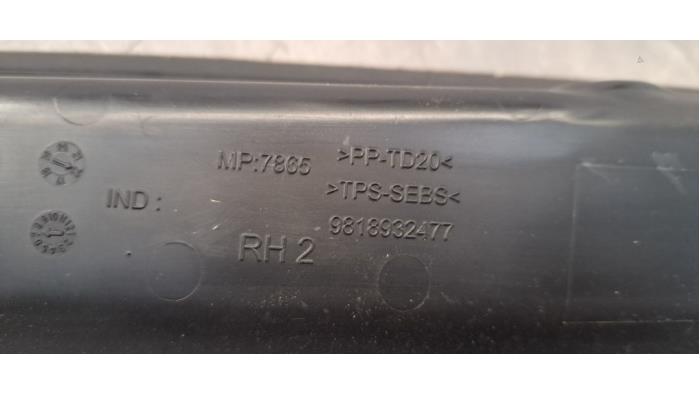 MP:7865 >PP-TD20<
IND : >TPS-SEBS<
RH 2 9818932477